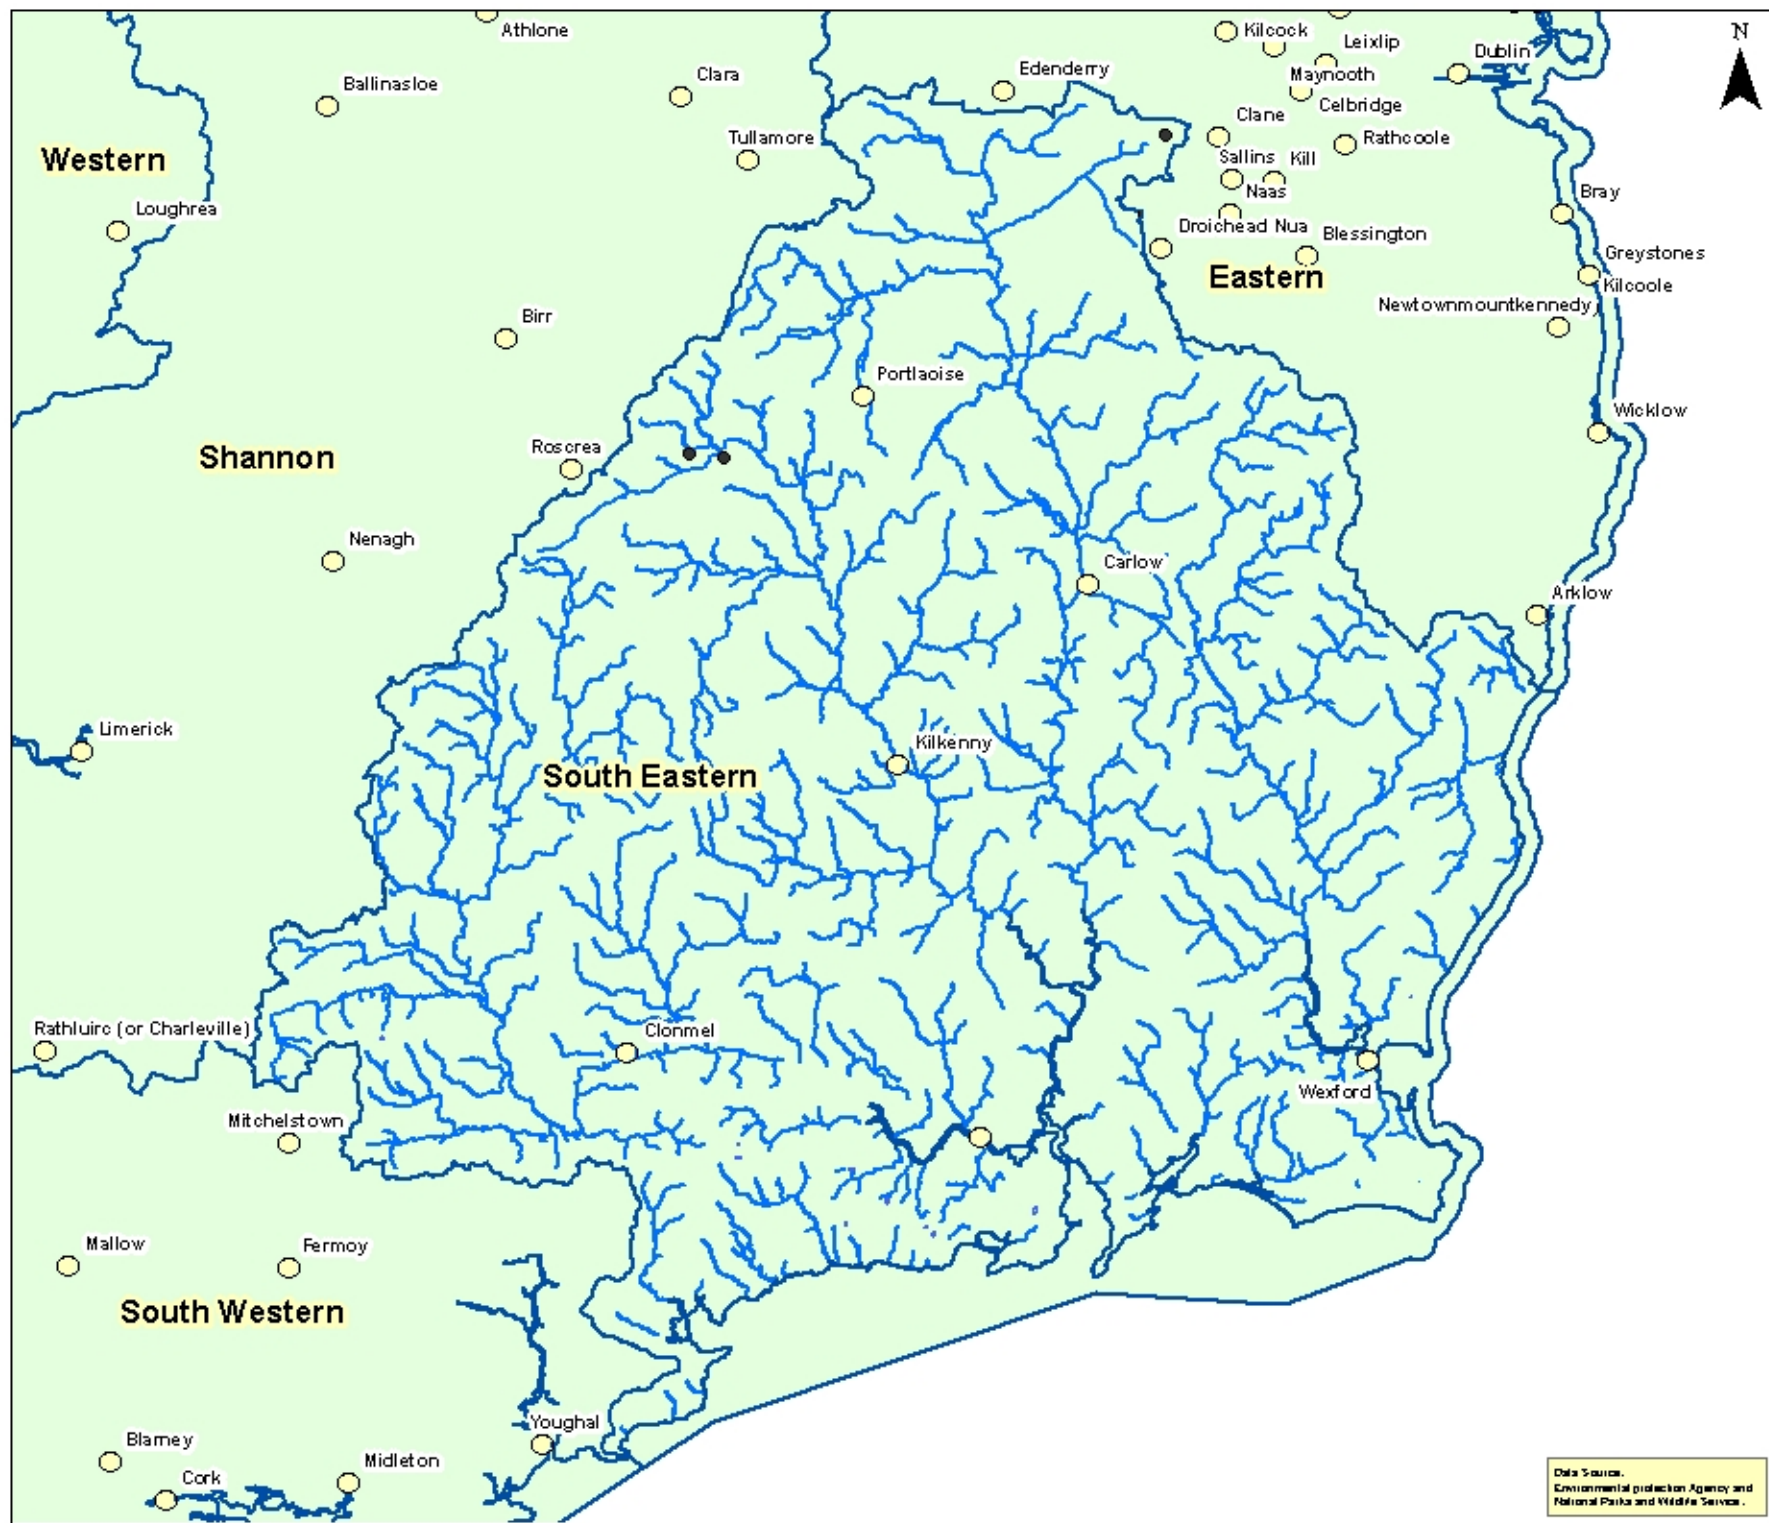 Athlone
Kilcock
Leixlip
Dublin
N
Ballinasloe
Clara
Edenderry
Maynooth
Celbridge
Clane
Rathcoole
Tullamore
Western
Sallins
Kill
Naas
Bray
Loughrea
Droichead Nua
Blessington
Greystones
Eastern
Kilcoole
Newtownmountkennedy
Birr
Portlaoise
Wicklow
Roscrea
Shannon
Nenagh
Carlow
Arklow
Limerick
Kilkenny
South Eastern
Rathluirc (or Charleville)
Clonmel
Wexford
Mitchelstown
Mallow
Fermoy
South Western
Youghal
Blarney
Midleton
Cork
Data Source.
Environmental protection Agency and
National Parks and Wildlife Service.